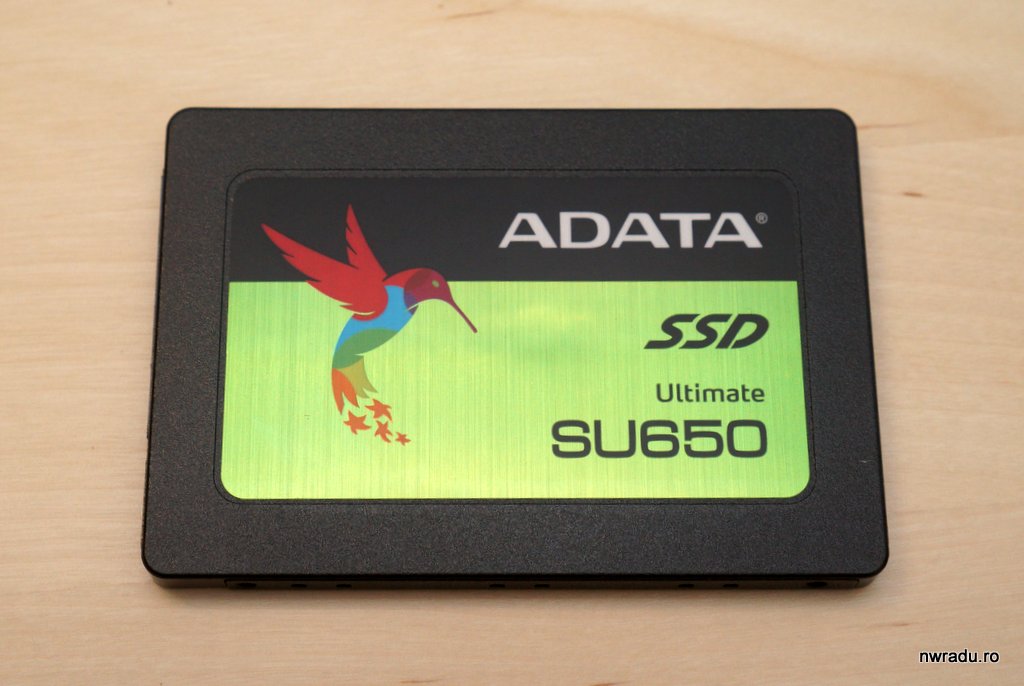 ADATA®
SSD
Ultimate
SU650
nwradu.ro